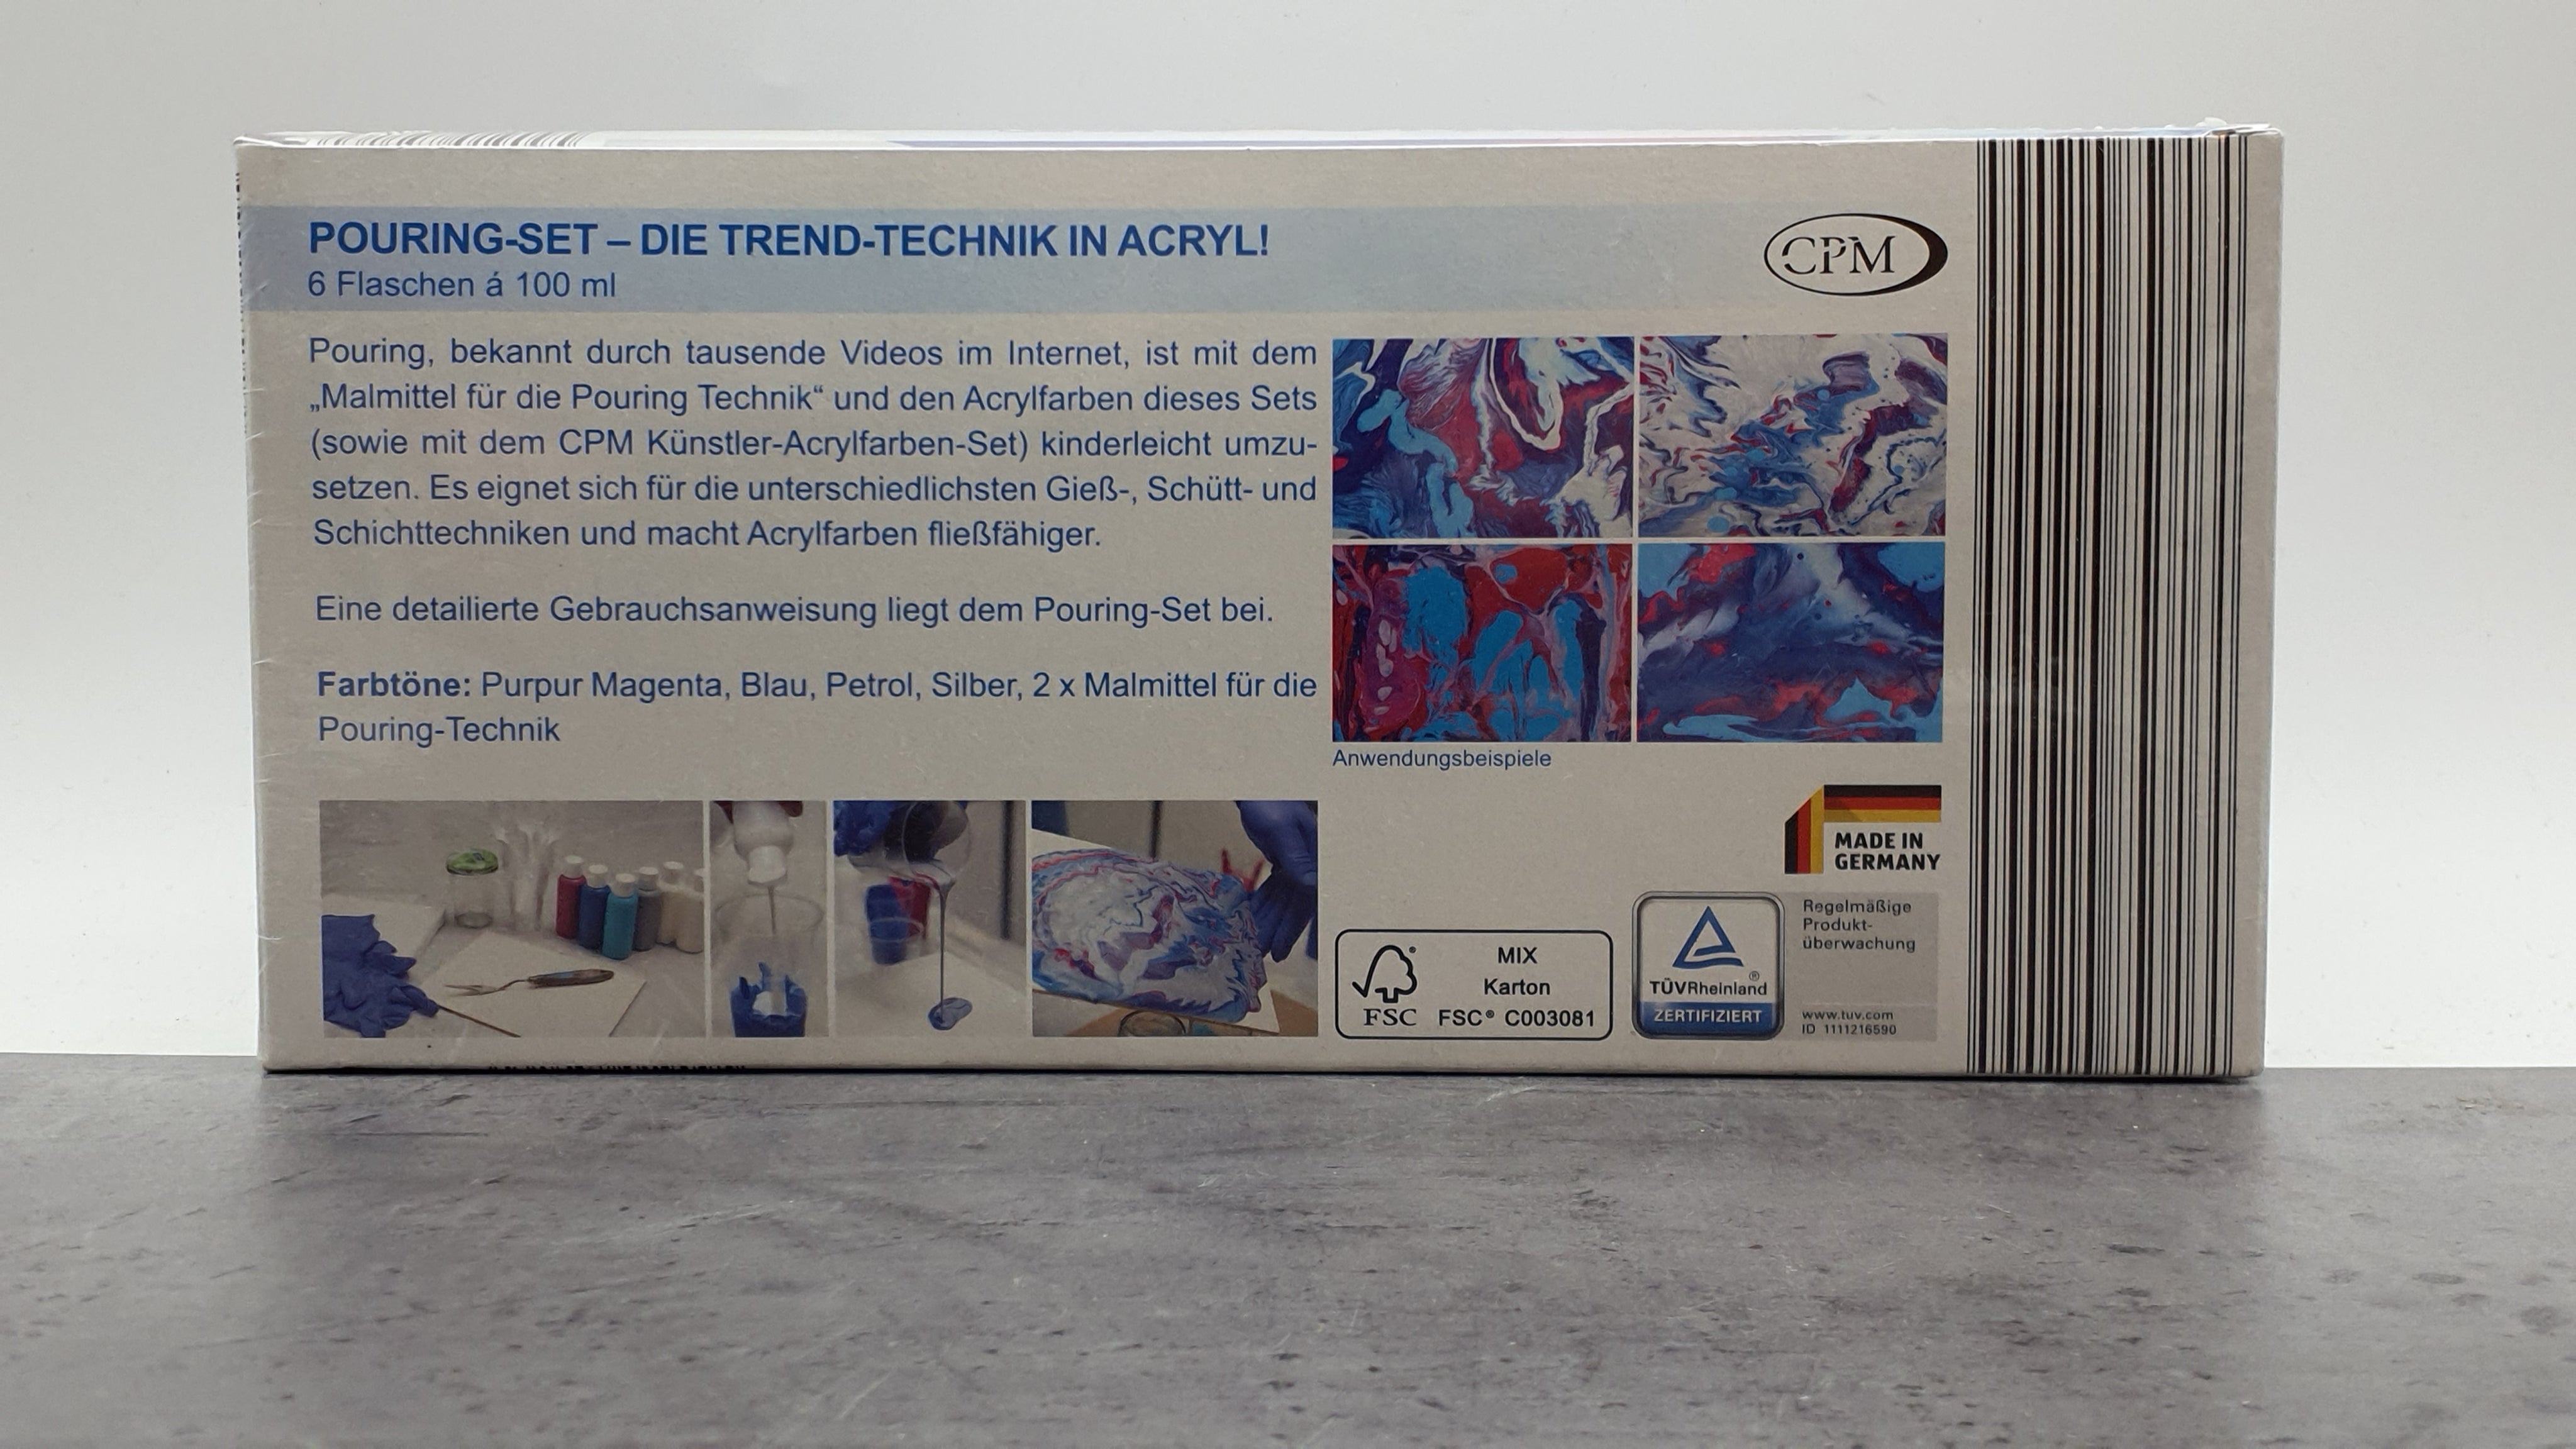 POURING-SET – DIE TREND-TECHNIK IN ACRYL!
6 Flaschen á 100 ml
CPM
Pouring, bekannt durch tausende Videos im Internet, ist mit dem
„Malmittel für die Pouring Technik“ und den Acrylfarben dieses Sets
(sowie mit dem CPM Künstler-Acrylfarben-Set) kinderleicht umzu-
setzen. Es eignet sich für die unterschiedlichsten Gieß-, Schütt- und
Schichttechniken und macht Acrylfarben fließfähiger.
Eine detailierte Gebrauchsanweisung liegt dem Pouring-Set bei.
Farbtöne: Purpur Magenta, Blau, Petrol, Silber, 2 x Malmittel für die
Pouring-Technik
Anwendungsbeispiele
MADE IN
GERMANY
FSC
MIX
Karton
FSC® C003081
TÜVRheinland®
ZERTIFIZIERT
Regelmäßige
Produkt-
überwachung
www.tuv.com
ID 1111216590